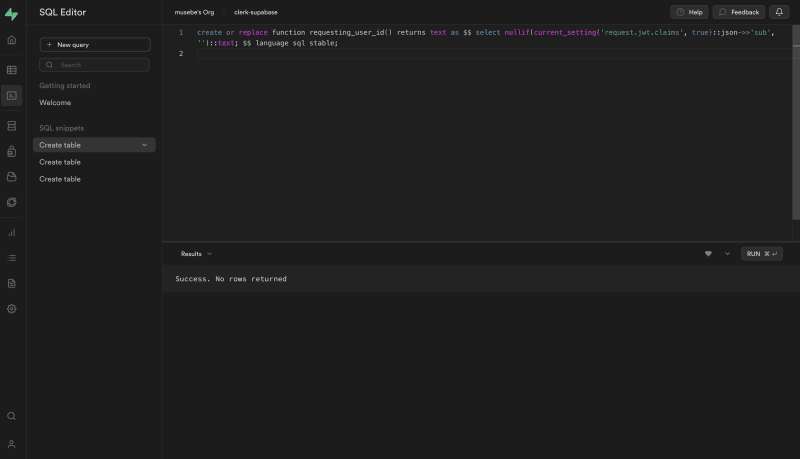 SQL Editor
musebe's Org / clerk-supabase
Help
Feedback
+ New query
Search
Getting started
Welcome
SQL snippets
Create table
Create table
Create table
1 create or replace function requesting_user_id() returns text as $$ select nullif(current_setting('request.jwt.claims', true)::json->>'sub',
'')::text; $$ language sql stable;
2
Results
RUN ⌘ ↵
Success. No rows returned